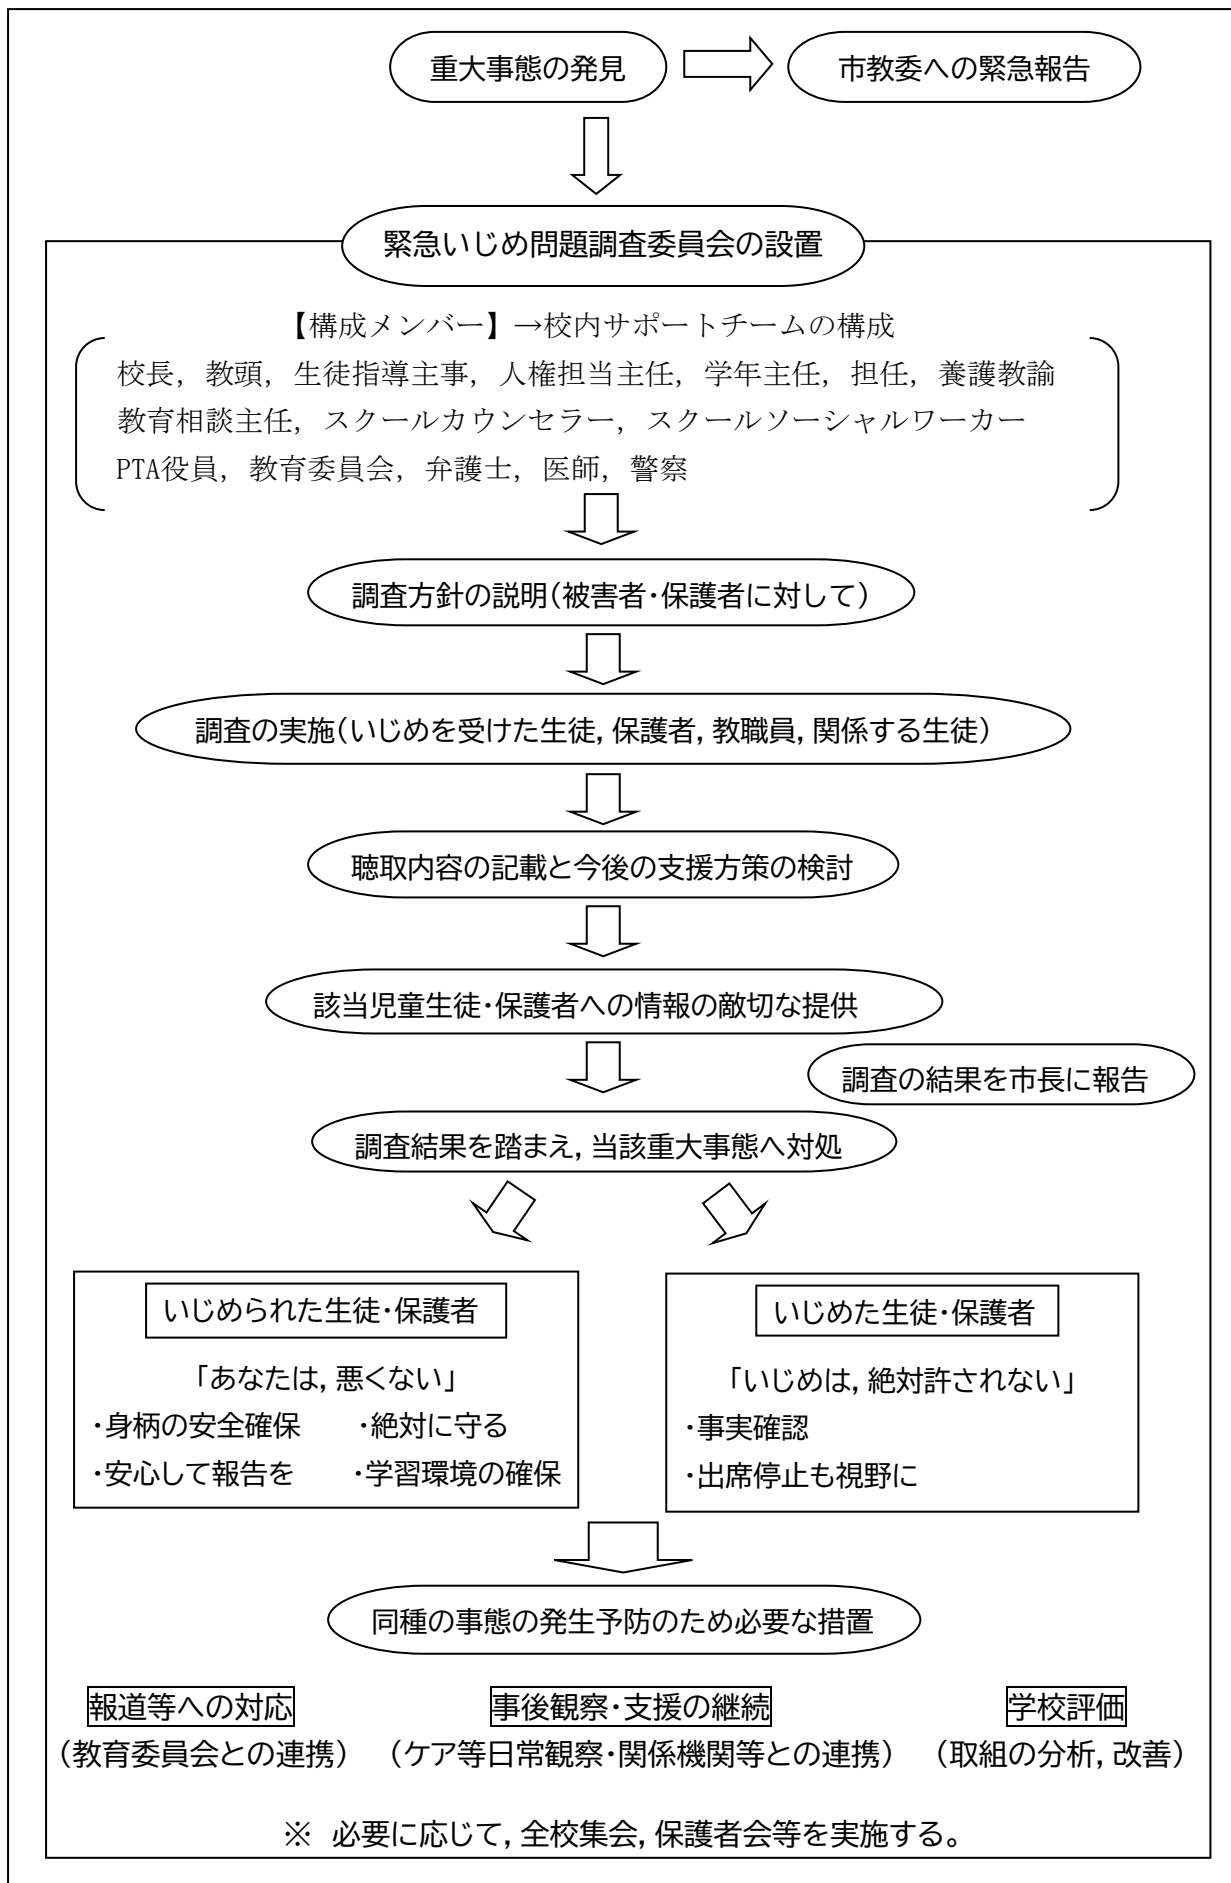 重大事態の発見
市教委への緊急報告
緊急いじめ問題調査委員会の設置
【構成メンバー】→校内サポートチームの構成
校長，教頭，生徒指導主事，人権担当主任，学年主任，担任，養護教諭
教育相談主任，スクールカウンセラー，スクールソーシャルワーカー
PTA役員，教育委員会，弁護士，医師，警察
調査方針の説明（被害者・保護者に対して）
調査の実施（いじめを受けた生徒，保護者，教職員，関係する生徒）
聴取内容の記載と今後の支援方策の検討
該当児童生徒・保護者への情報の敵切な提供
調査の結果を市長に報告
調査結果を踏まえ，当該重大事態へ対処
いじめられた生徒・保護者
「あなたは，悪くない」
・身柄の安全確保　・絶対に守る
・安心して報告を　・学習環境の確保
いじめた生徒・保護者
「いじめは，絶対許されない」
・事実確認
・出席停止も視野に
同種の事態の発生予防のため必要な措置
報道等への対応　事後観察・支援の継続　学校評価
（教育委員会との連携）（ケア等日常観察・関係機関等との連携）（取組の分析，改善）
※ 必要に応じて，全校集会，保護者会等を実施する。